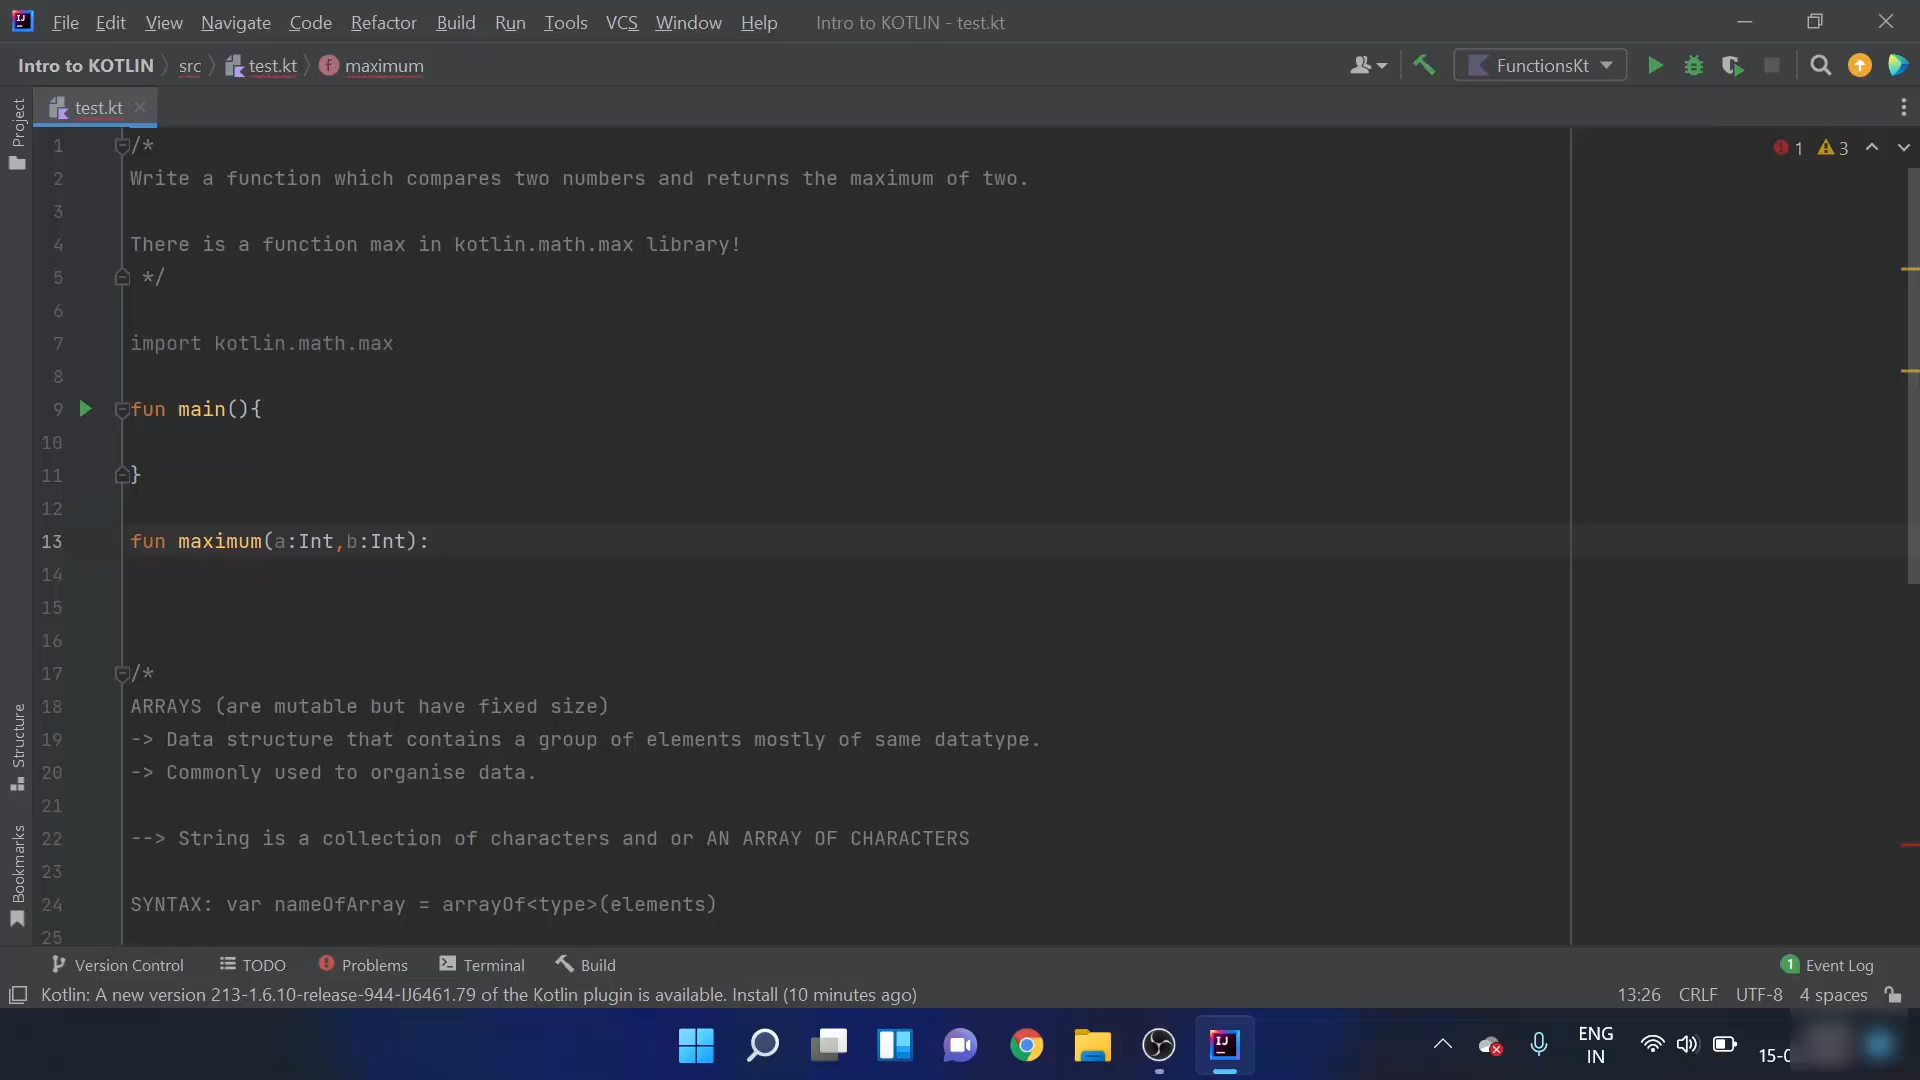 File Edit View Navigate Code Refactor Build Run Tools VCS Window Help Intro to KOTLIN - test.kt
Intro to KOTLIN src test.kt maximum FunctionsKt
Project
test.kt
1 /*
1 3
2 Write a function which compares two numbers and returns the maximum of two.
3
4 There is a function max in kotlin.math.max library!
5 */
6
7 import kotlin.math.max
8
9 fun main(){
10
11 }
12
13 fun maximum(a:Int,b:Int):
14
15
16
17 /*
18 ARRAYS (are mutable but have fixed size)
19 -> Data structure that contains a group of elements mostly of same datatype.
20 -> Commonly used to organise data.
21
22 --> String is a collection of characters and or AN ARRAY OF CHARACTERS
23
24 SYNTAX: var nameOfArray = arrayOf<type>(elements)
25
Structure
Bookmarks
Version Control TODO Problems Terminal Build 1 Event Log
Kotlin: A new version 213-1.6.10-release-944-IJ6461.79 of the Kotlin plugin is available. Install (10 minutes ago) 13:26 CRLF UTF-8 4 spaces
ENG
IN
15-0